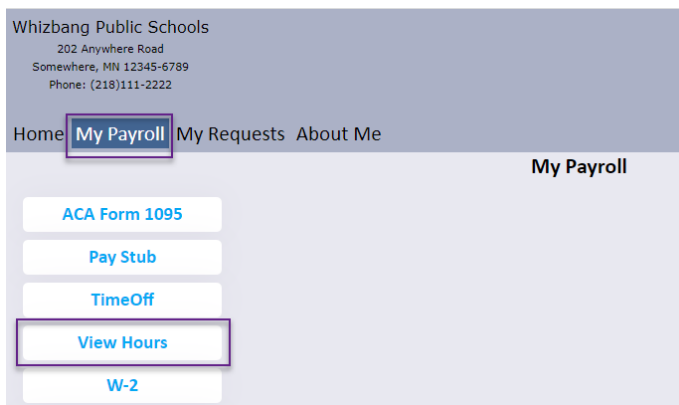 Whizbang Public Schools
202 Anywhere Road
Somewhere, MN 12345-6789
Phone: (218)111-2222
Home My Payroll My Requests About Me
My Payroll
ACA Form 1095
Pay Stub
TimeOff
View Hours
W-2